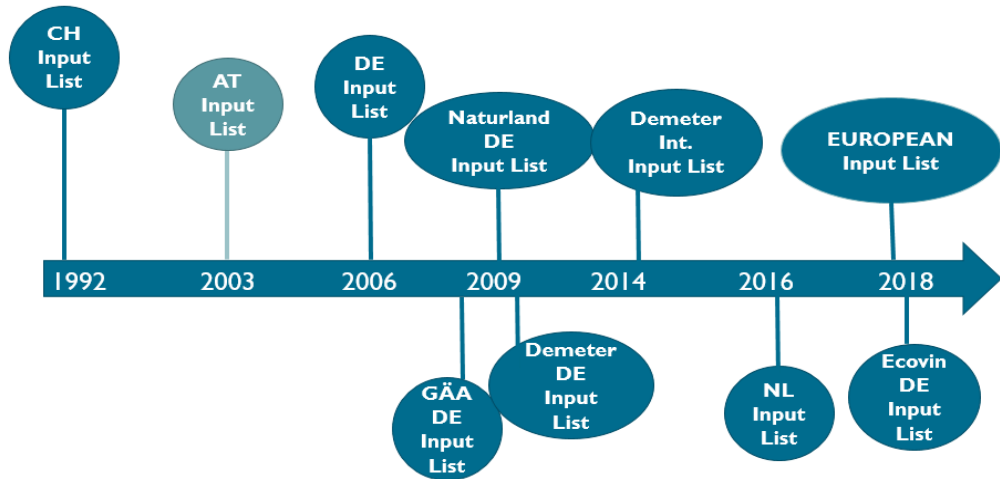 CH
Input
List
AT
Input
List
DE
Input
List
Naturland
DE
Input List
Demeter
Int.
Input List
EUROPEAN
Input List
1992
2003
2006
2009
2014
2016
2018
GÄA
DE
Input
List
Demeter
DE
Input
List
NL
Input
List
Ecovin
DE
Input
List